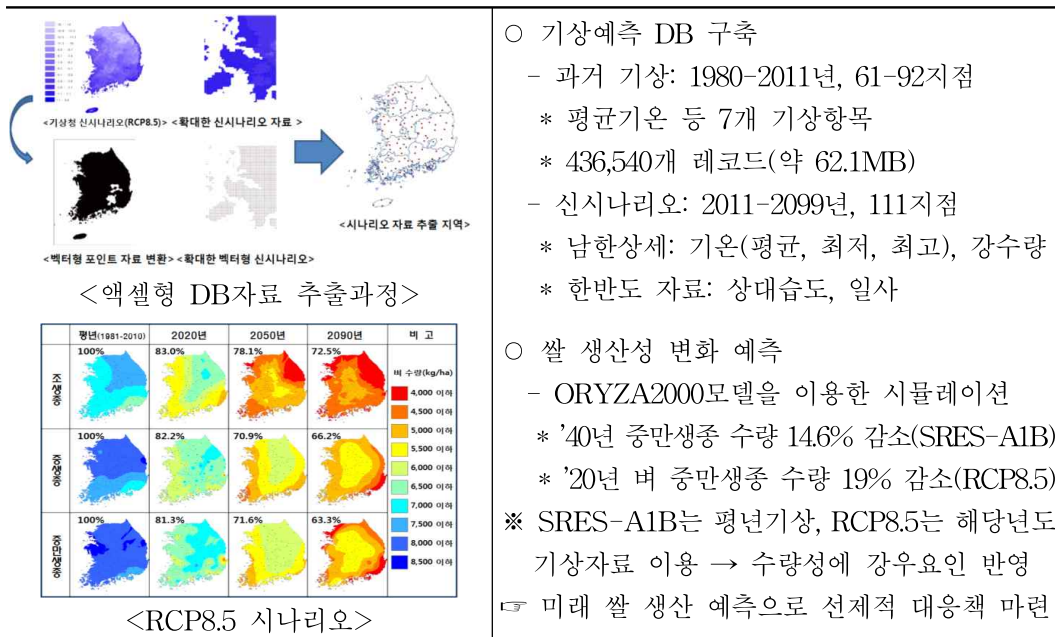 <기상청 신시나리오(RCP8.5)> <확대한 신시나리오 자료 >
<시나리오 자료 추출 지역>
<벡터형 포인트 자료 변환> <확대한 벡터형 신시나리오>
<액셀형 DB자료 추출과정>
평년(1981-2010) 2020년 2050년 2090년 비 고
조생종 100% 83.0% 78.1% 72.5%
중생종 100% 82.2% 70.9% 66.2%
중만생종 100% 81.3% 71.6% 63.3%
벼 수량(kg/ha)
4,000 이하
4,500 이하
5,000 이하
5,500 이하
6,000 이하
6,500 이하
7,000 이하
7,500 이하
8,000 이하
8,500 이하
<RCP8.5 시나리오>
○ 기상예측 DB 구축
- 과거 기상: 1980-2011년, 61-92지점
* 평균기온 등 7개 기상항목
* 436,540개 레코드(약 62.1MB)
- 신시나리오: 2011-2099년, 111지점
* 남한상세: 기온(평균, 최저, 최고), 강수량
* 한반도 자료: 상대습도, 일사
○ 쌀 생산성 변화 예측
- ORYZA2000모델을 이용한 시뮬레이션
* '40년 중만생종 수량 14.6% 감소(SRES-A1B)
* '20년 벼 중만생종 수량 19% 감소(RCP8.5)
※ SRES-A1B는 평년기상, RCP8.5는 해당년도
기상자료 이용 → 수량성에 강우요인 반영
☞ 미래 쌀 생산 예측으로 선제적 대응책 마련